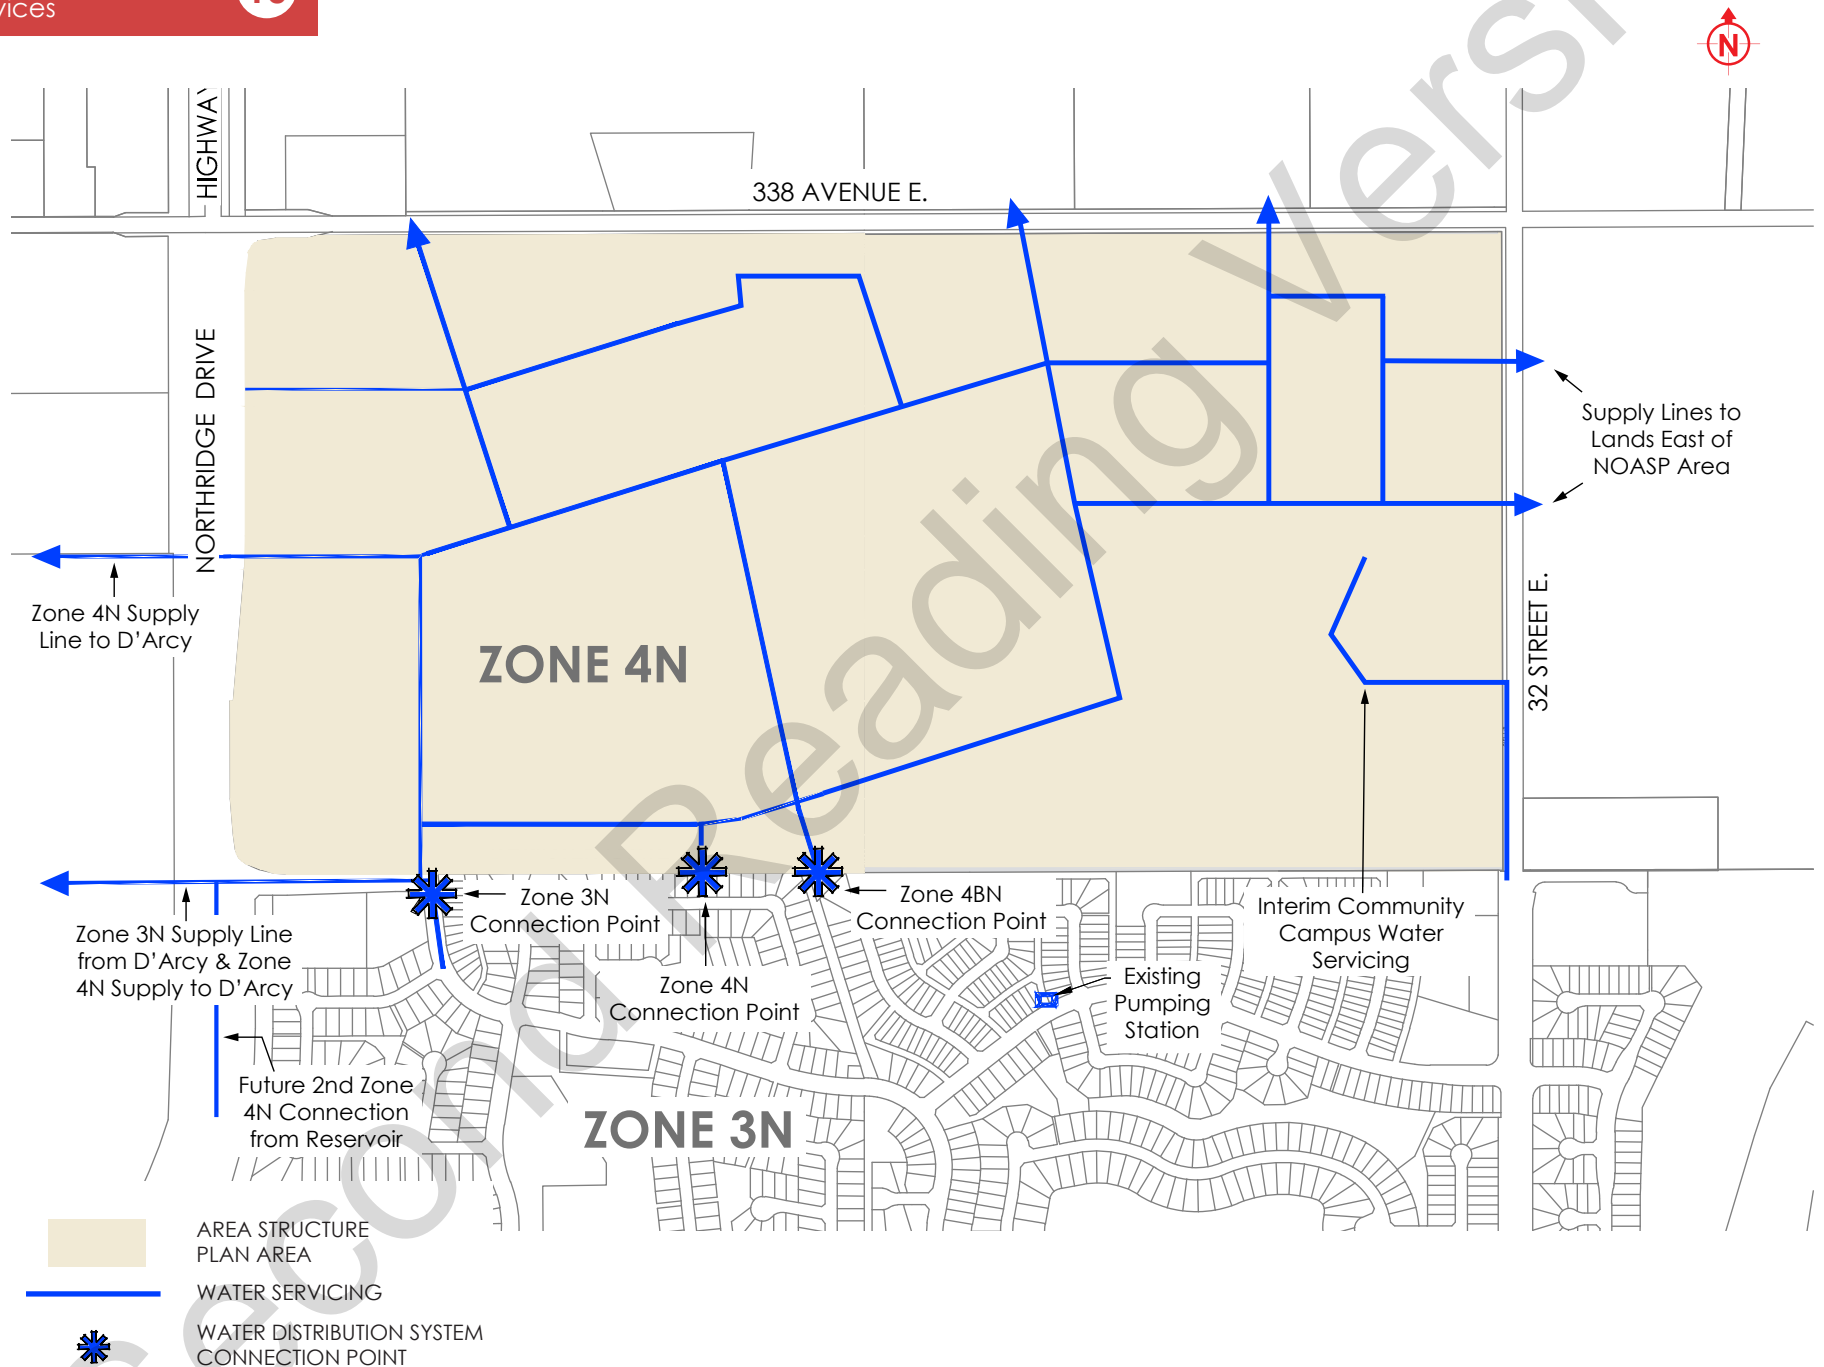 N
HIGHWAY
338 AVENUE E.
NORTHRIDGE DRIVE
Supply Lines to
Lands East of
NOASP Area
Zone 4N Supply
Line to D'Arcy
ZONE 4N
32 STREET E.
Zone 3N
Connection Point
Zone 4BN
Connection Point
Interim Community
Campus Water
Servicing
Zone 3N Supply Line
from D'Arcy & Zone
4N Supply to D'Arcy
Zone 4N
Connection Point
Existing
Pumping
Station
Future 2nd Zone
4N Connection
from Reservoir
ZONE 3N
AREA STRUCTURE
PLAN AREA
WATER SERVICING
WATER DISTRIBUTION SYSTEM
CONNECTION POINT
Second Reading